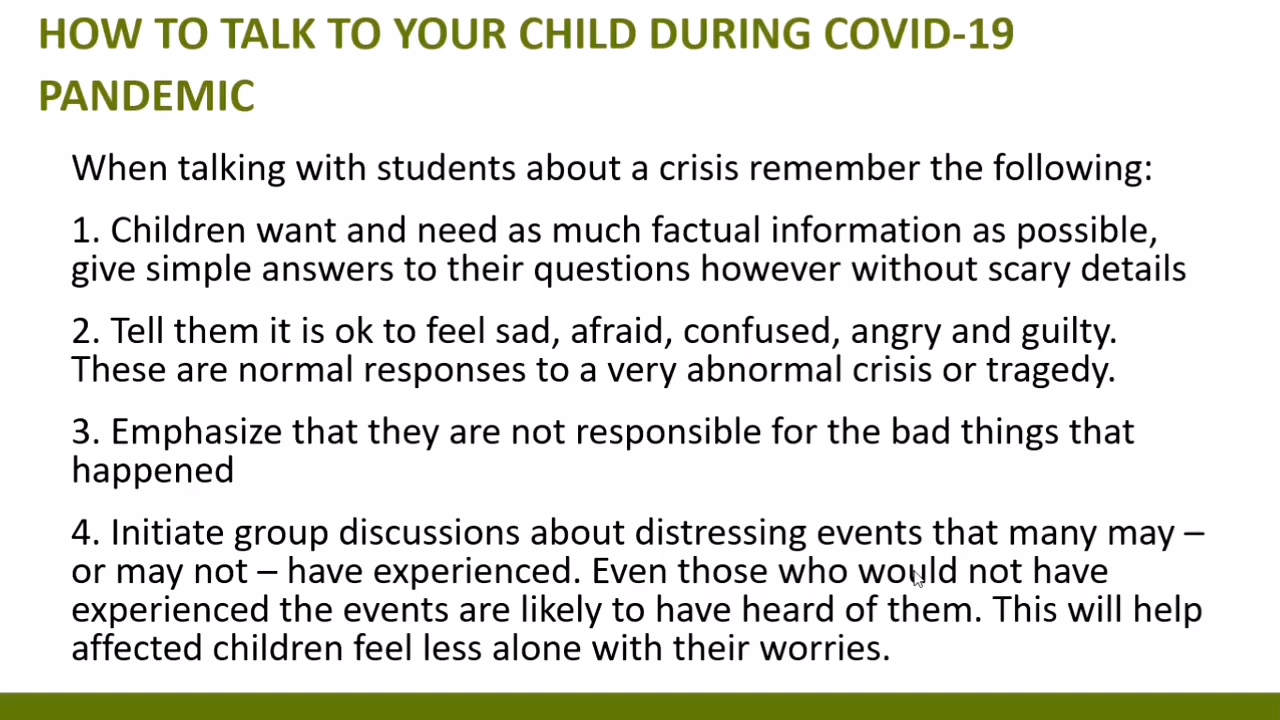 HOW TO TALK TO YOUR CHILD DURING COVID-19
PANDEMIC
When talking with students about a crisis remember the following:
1. Children want and need as much factual information as possible,
give simple answers to their questions however without scary details
2. Tell them it is ok to feel sad, afraid, confused, angry and guilty.
These are normal responses to a very abnormal crisis or tragedy.
3. Emphasize that they are not responsible for the bad things that
happened
4. Initiate group discussions about distressing events that many may –
or may not – have experienced. Even those who would not have
experienced the events are likely to have heard of them. This will help
affected children feel less alone with their worries.